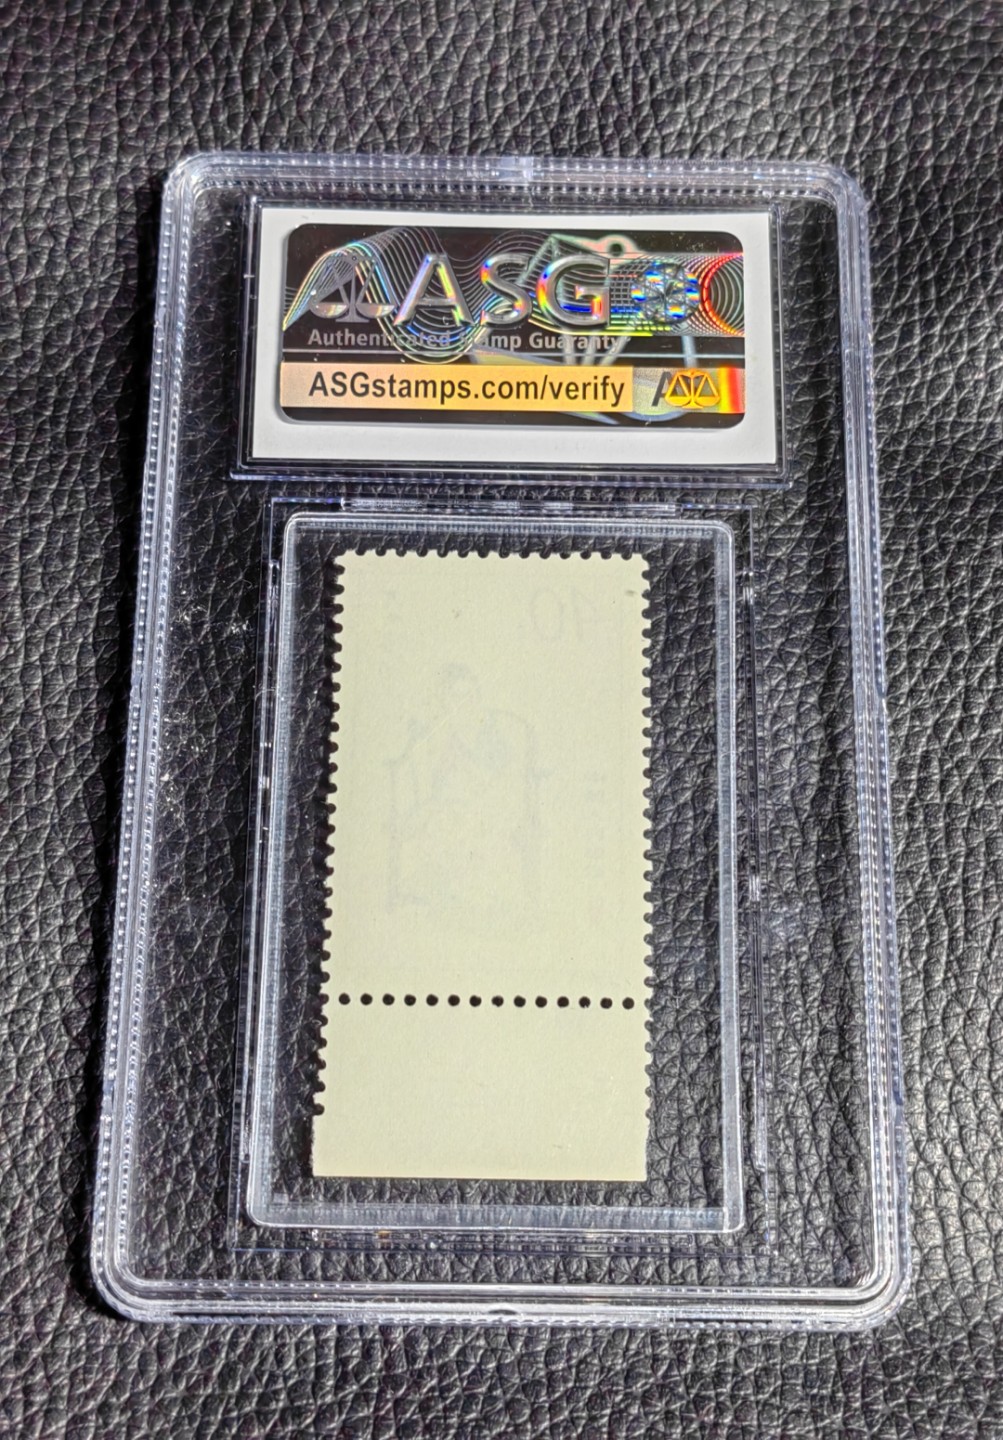 ASG
Authenticated Stamp Guaranty
ASGstamps.com/verify